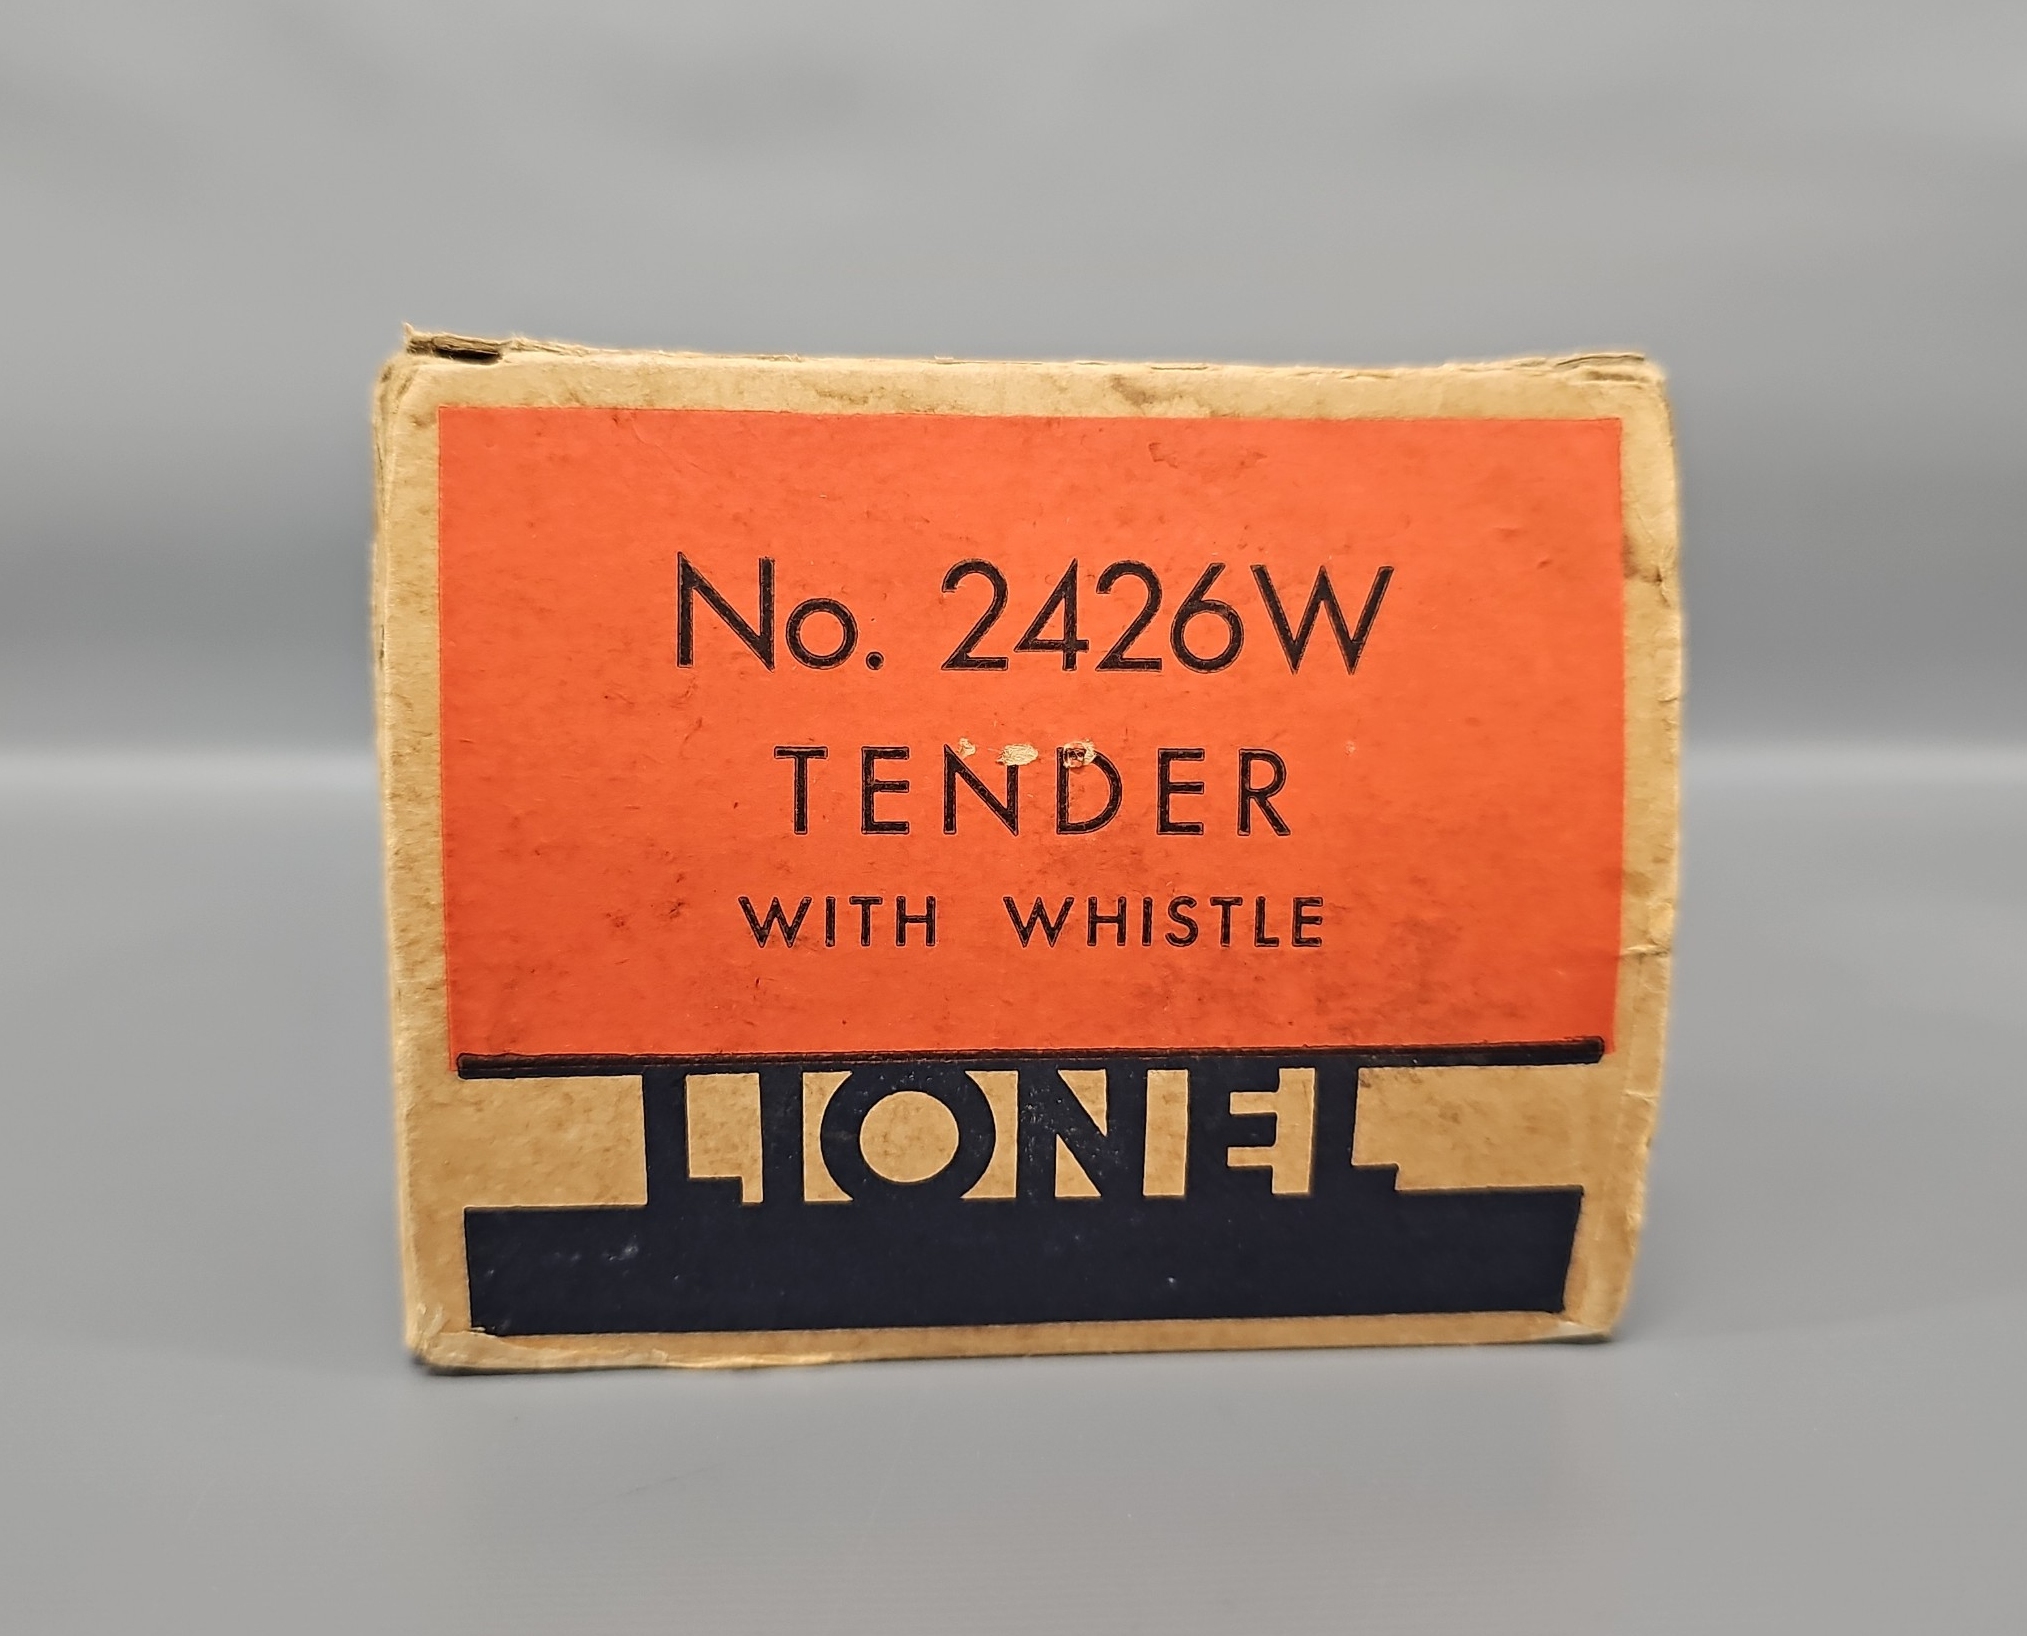 No. 2426W
TENDER
WITH WHISTLE
LIONEL